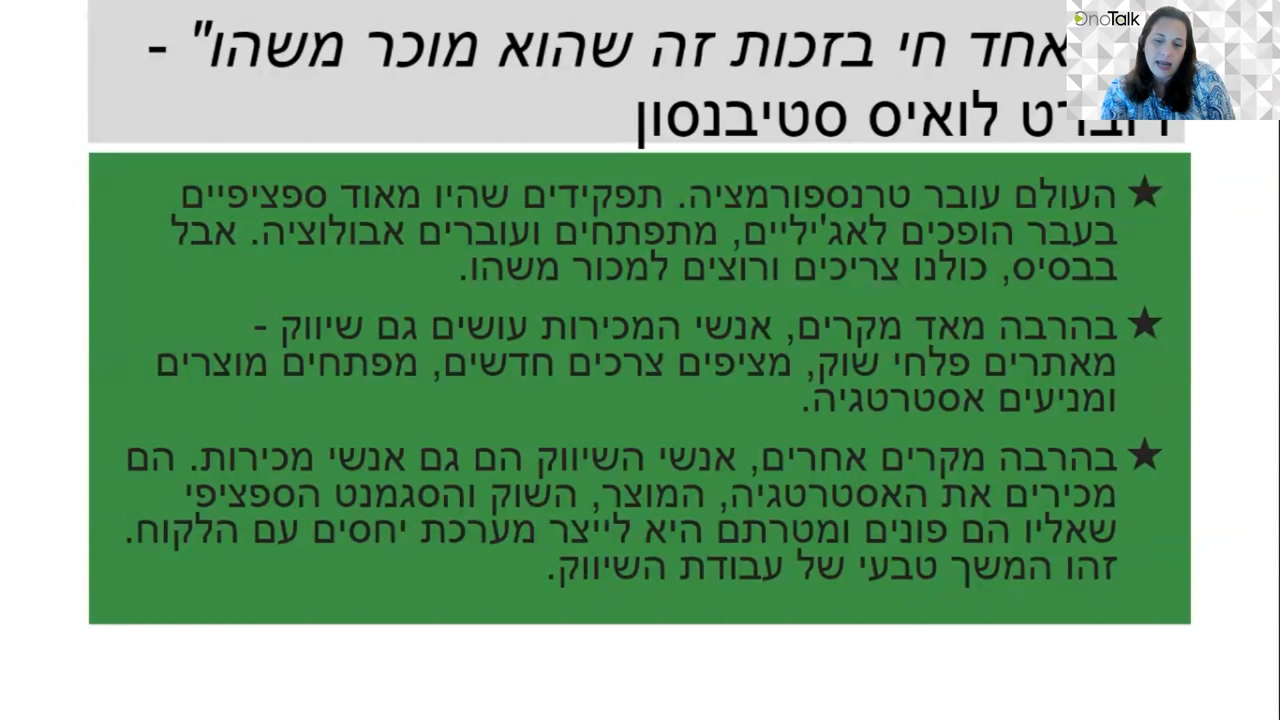 אחד חי בזכות זה שהוא מוכר משהו" -
רוברט לואיס סטיבנסון
OnoTalk
★ העולם עובר טרנספורמציה. תפקידים שהיו מאוד ספציפיים
בעבר הופכים לאג'יליים, מתפתחים ועוברים אבולוציה. אבל
בבסיס, כולנו צריכים ורוצים למכור משהו.
★ בהרבה מאד מקרים, אנשי המכירות עושים גם שיווק -
מאתרים פלחי שוק, מציפים צרכים חדשים, מפתחים מוצרים
ומניעים אסטרטגיה.
★ בהרבה מקרים אחרים, אנשי השיווק הם גם אנשי מכירות. הם
מכירים את האסטרטגיה, המוצר, השוק והסגמנט הספציפי
שאליו הם פונים ומטרתם היא לייצר מערכת יחסים עם הלקוח.
זהו המשך טבעי של עבודת השיווק.